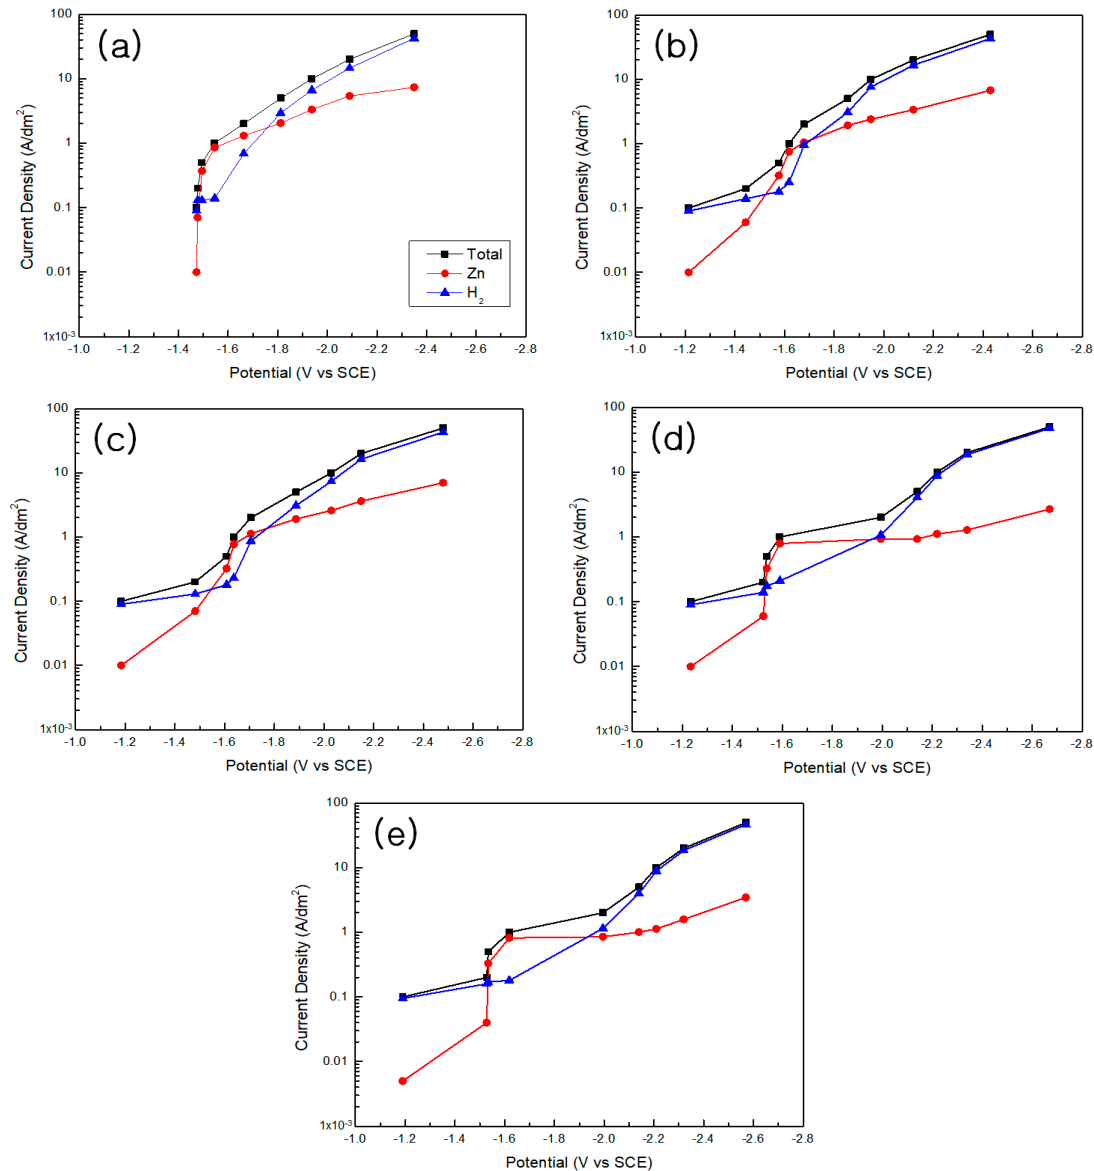 (a)
100
10
1
0.1
0.01
1x10⁻³
Current Density (A/dm²)
Total
Zn
H₂
-1.0 -1.2 -1.4 -1.6 -1.8 -2.0 -2.2 -2.4 -2.6 -2.8
Potential (V vs SCE)
(b)
100
10
1
0.1
0.01
1x10⁻³
Current Density (A/dm²)
-1.0 -1.2 -1.4 -1.6 -1.8 -2.0 -2.2 -2.4 -2.6 -2.8
Potential (V vs SCE)
(c)
100
10
1
0.1
0.01
1x10⁻³
Current Density (A/dm²)
-1.0 -1.2 -1.4 -1.6 -1.8 -2.0 -2.2 -2.4 -2.6 -2.8
Potential (V vs SCE)
(d)
100
10
1
0.1
0.01
1x10⁻³
Current Density (A/dm²)
-1.0 -1.2 -1.4 -1.6 -1.8 -2.0 -2.2 -2.4 -2.6 -2.8
Potential (V vs SCE)
(e)
100
10
1
0.1
0.01
1x10⁻³
Current Density (A/dm²)
-1.0 -1.2 -1.4 -1.6 -1.8 -2.0 -2.2 -2.4 -2.6 -2.8
Potential (V vs SCE)